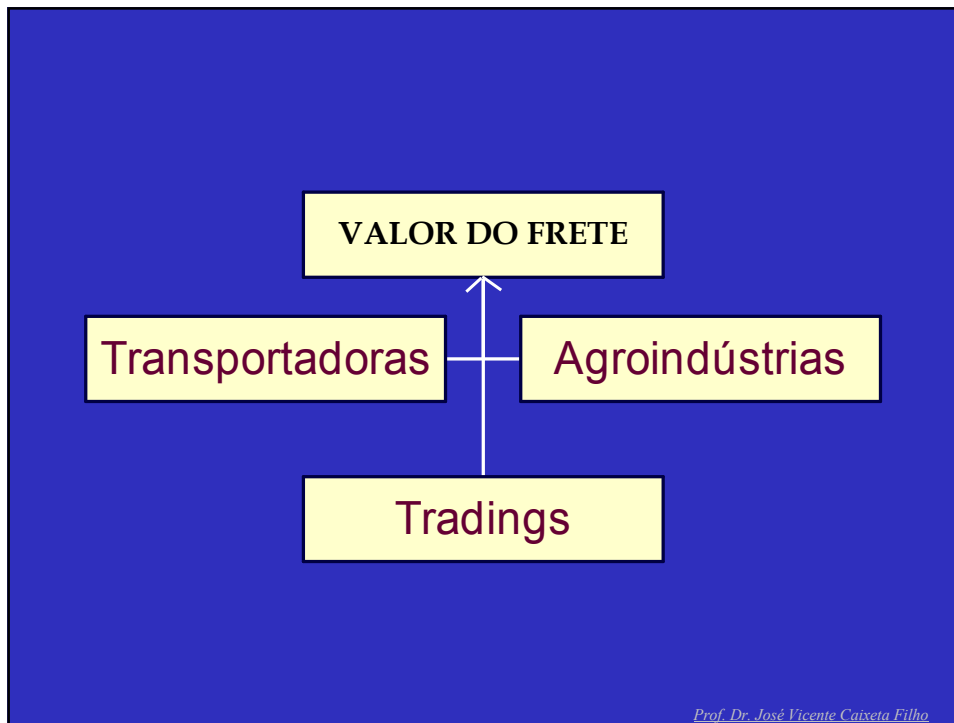 VALOR DO FRETE
Transportadoras
Agroindústrias
Tradings
Prof. Dr. José Vicente Caixeta Filho